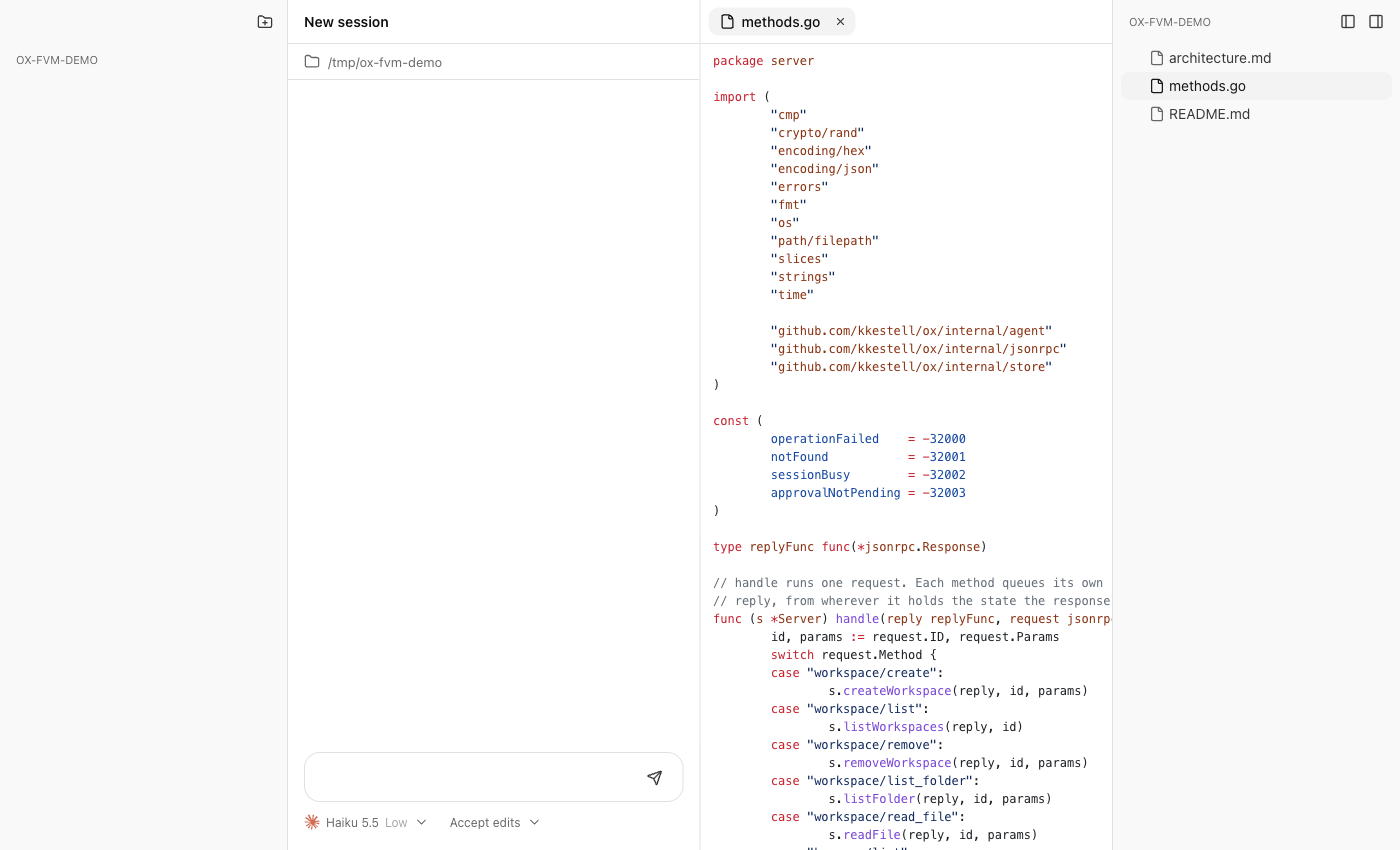 OX-FVM-DEMO
New session
/tmp/ox-fvm-demo
Haiku 5.5 Low
Accept edits
methods.go
package server
import (
"cmp"
"crypto/rand"
"encoding/hex"
"encoding/json"
"errors"
"fmt"
"os"
"path/filepath"
"slices"
"strings"
"time"
"github.com/kkestell/ox/internal/agent"
"github.com/kkestell/ox/internal/jsonrpc"
"github.com/kkestell/ox/internal/store"
)
const (
operationFailed    = -32000
notFound           = -32001
sessionBusy        = -32002
approvalNotPending = -32003
)
type replyFunc func(*jsonrpc.Response)
// handle runs one request. Each method queues its own
// reply, from wherever it holds the state the response
func (s *Server) handle(reply replyFunc, request jsonrp
id, params := request.ID, request.Params
switch request.Method {
case "workspace/create":
s.createWorkspace(reply, id, params)
case "workspace/list":
s.listWorkspaces(reply, id)
case "workspace/remove":
s.removeWorkspace(reply, id, params)
case "workspace/list_folder":
s.listFolder(reply, id, params)
case "workspace/read_file":
s.readFile(reply, id, params)
OX-FVM-DEMO
architecture.md
methods.go
README.md